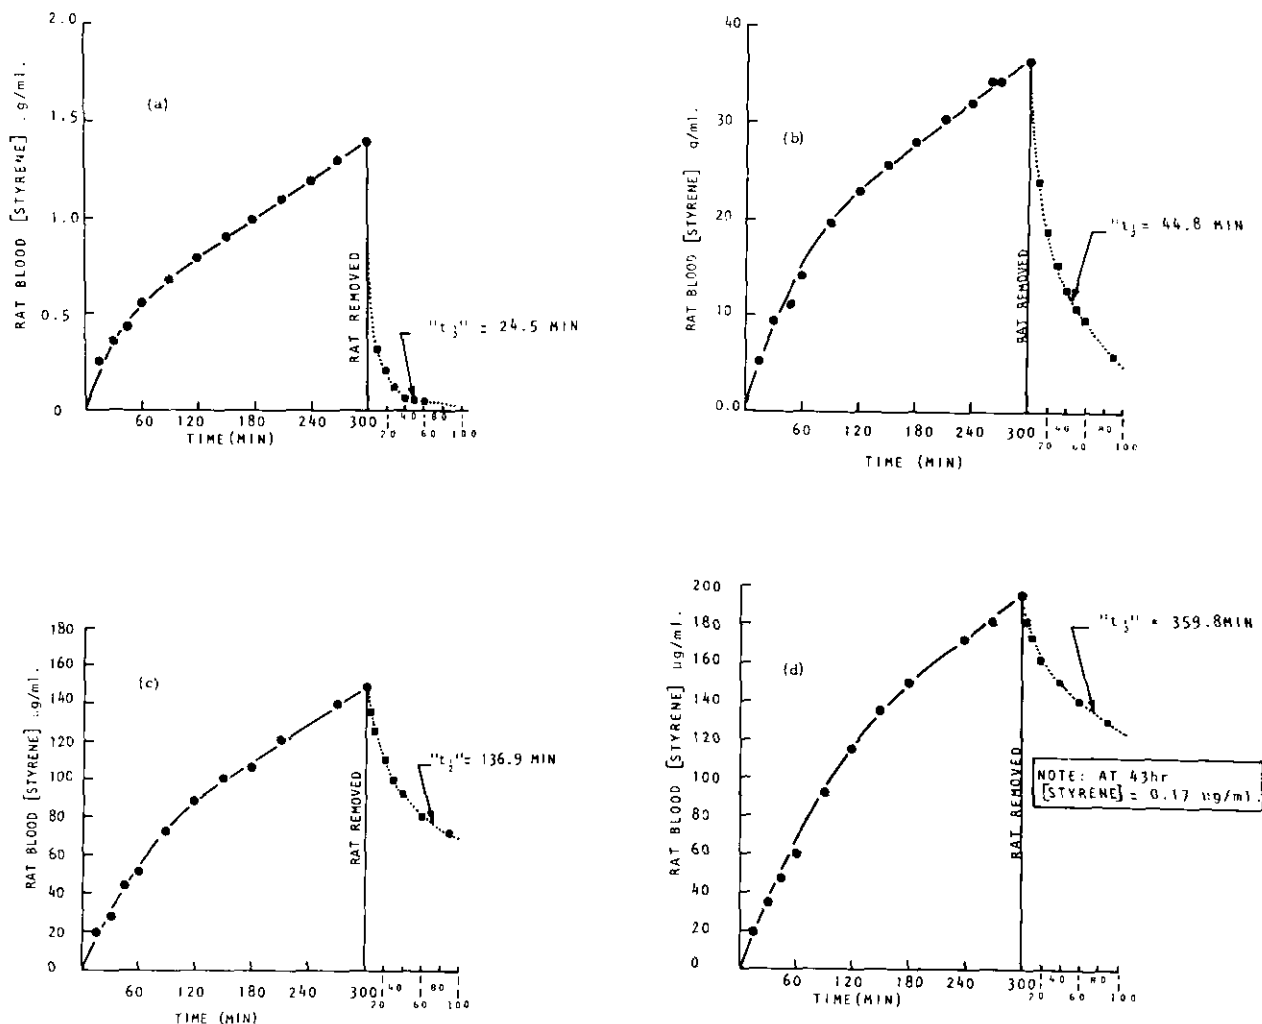 2.0
1.5
1.0
0.5
0
RAT BLOOD [STYRENE] .g/ml.
(a)
RAT REMOVED
"t½" = 24.5 MIN
60 120 180 240 300
20 40 60 80 100
TIME(MIN)
40
30
20
10
0.0
RAT BLOOD [STYRENE] g/ml.
(b)
RAT REMOVED
= 44.8 MIN
60 120 180 240 300
20 40 60 80 100
TIME (MIN)
180
160
140
120
100
80
60
40
20
0
RAT BLOOD [STYRENE] µg/ml.
(c)
RAT REMOVED
"t½"= 136.9 MIN
60 120 180 240 300
20 40 60 80 100
TIME (MIN)
200
180
160
140
120
100
80
60
40
20
0
RAT BLOOD [STYRENE] µg/ml.
(d)
RAT REMOVED
"t½" = 359.8MIN
NOTE: AT 43hr
[STYRENE] = 0.17 µg/ml.
60 120 180 240 300
20 40 60 80 100
TIME(MIN)